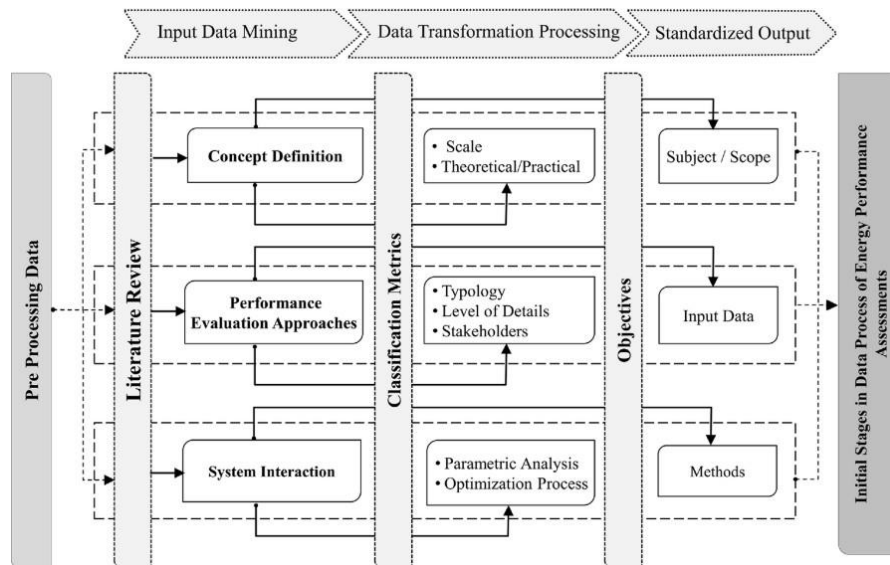 Input Data Mining
Data Transformation Processing
Standardized Output
Pre Processing Data
Literature Review
Classification Metrics
Objectives
Initial Stages in Data Process of Energy Performance
Assessments
Concept Definition
• Scale
• Theoretical/Practical
Subject / Scope
Performance
Evaluation Approaches
• Typology
• Level of Details
• Stakeholders
Input Data
System Interaction
• Parametric Analysis
• Optimization Process
Methods